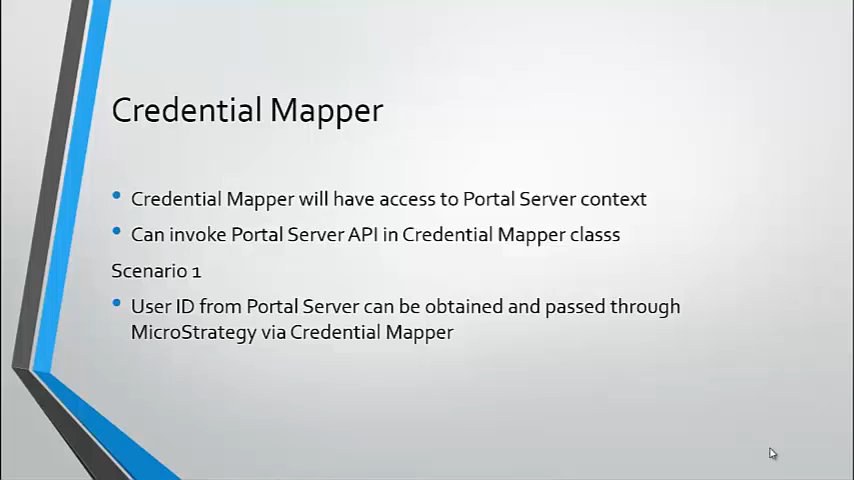 Credential Mapper
• Credential Mapper will have access to Portal Server context
• Can invoke Portal Server API in Credential Mapper classs
Scenario 1
• User ID from Portal Server can be obtained and passed through
MicroStrategy via Credential Mapper